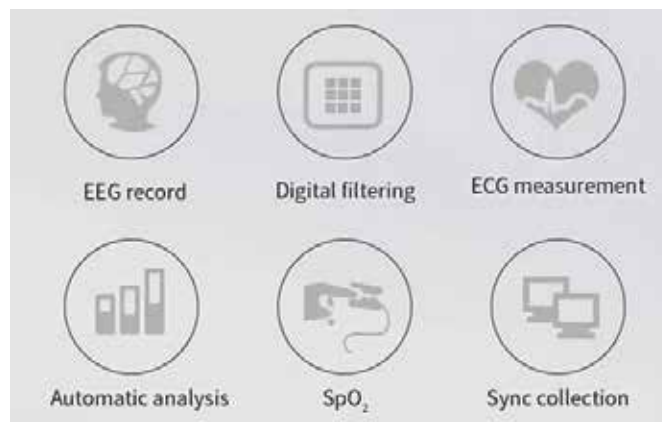 EEG record
Digital filtering
ECG measurement
Automatic analysis
SpO₂
Sync collection